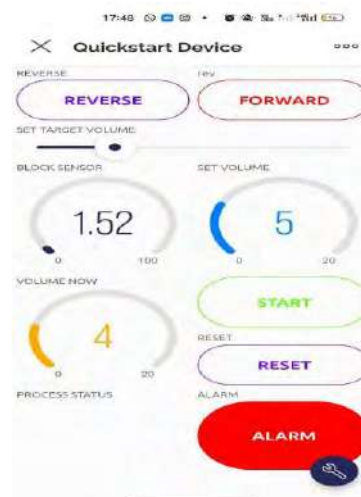 17:48
Quickstart Device
REVERSE
rev
REVERSE
FORWARD
SET TARGET VOLUME
BLOCK SENSOR
SET VOLUME
1.52
5
0
100
0
20
VOLUME NOW
4
START
0
20
RESET
RESET
PROCESS STATUS
ALARM
ALARM